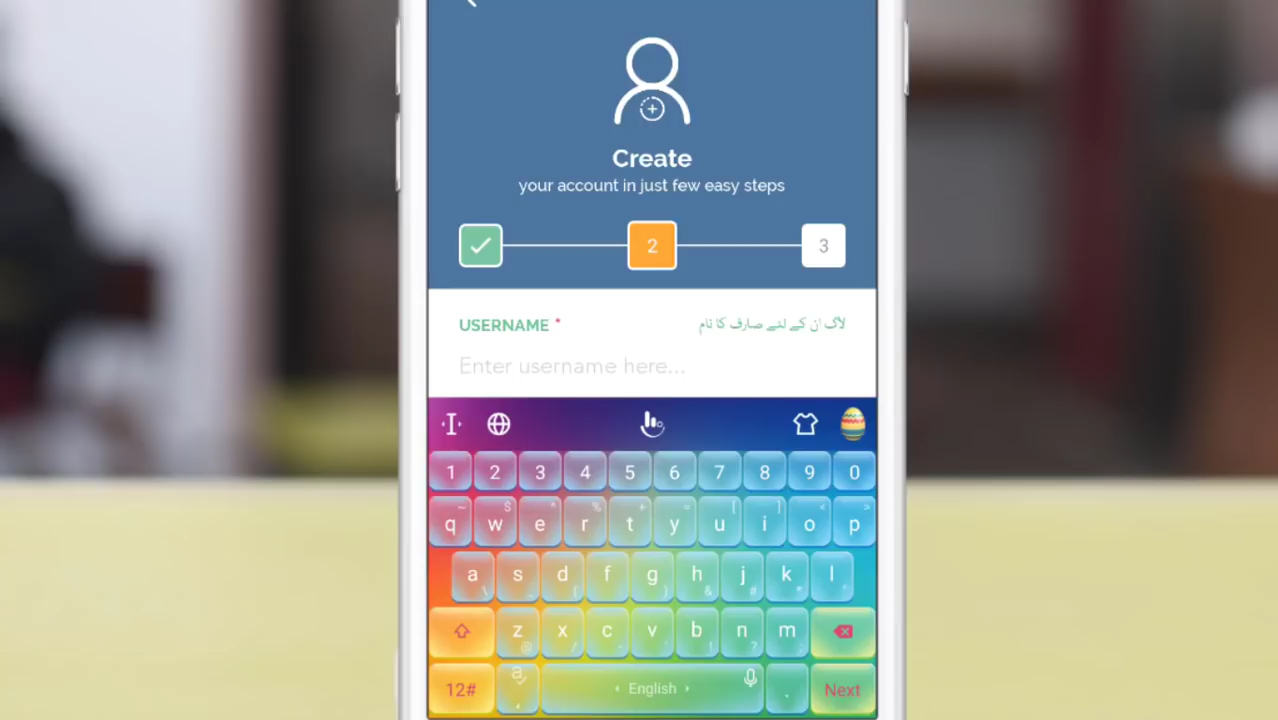 Create
your account in just few easy steps
2 3
USERNAME *
لاگ ان کے لئے صارف کا نام
Enter username here...
1 2 3 4 5 6 7 8 9 0
q w e r t y u i o p
a s d f g h j k l
z x c v b n m
12# , English . Next